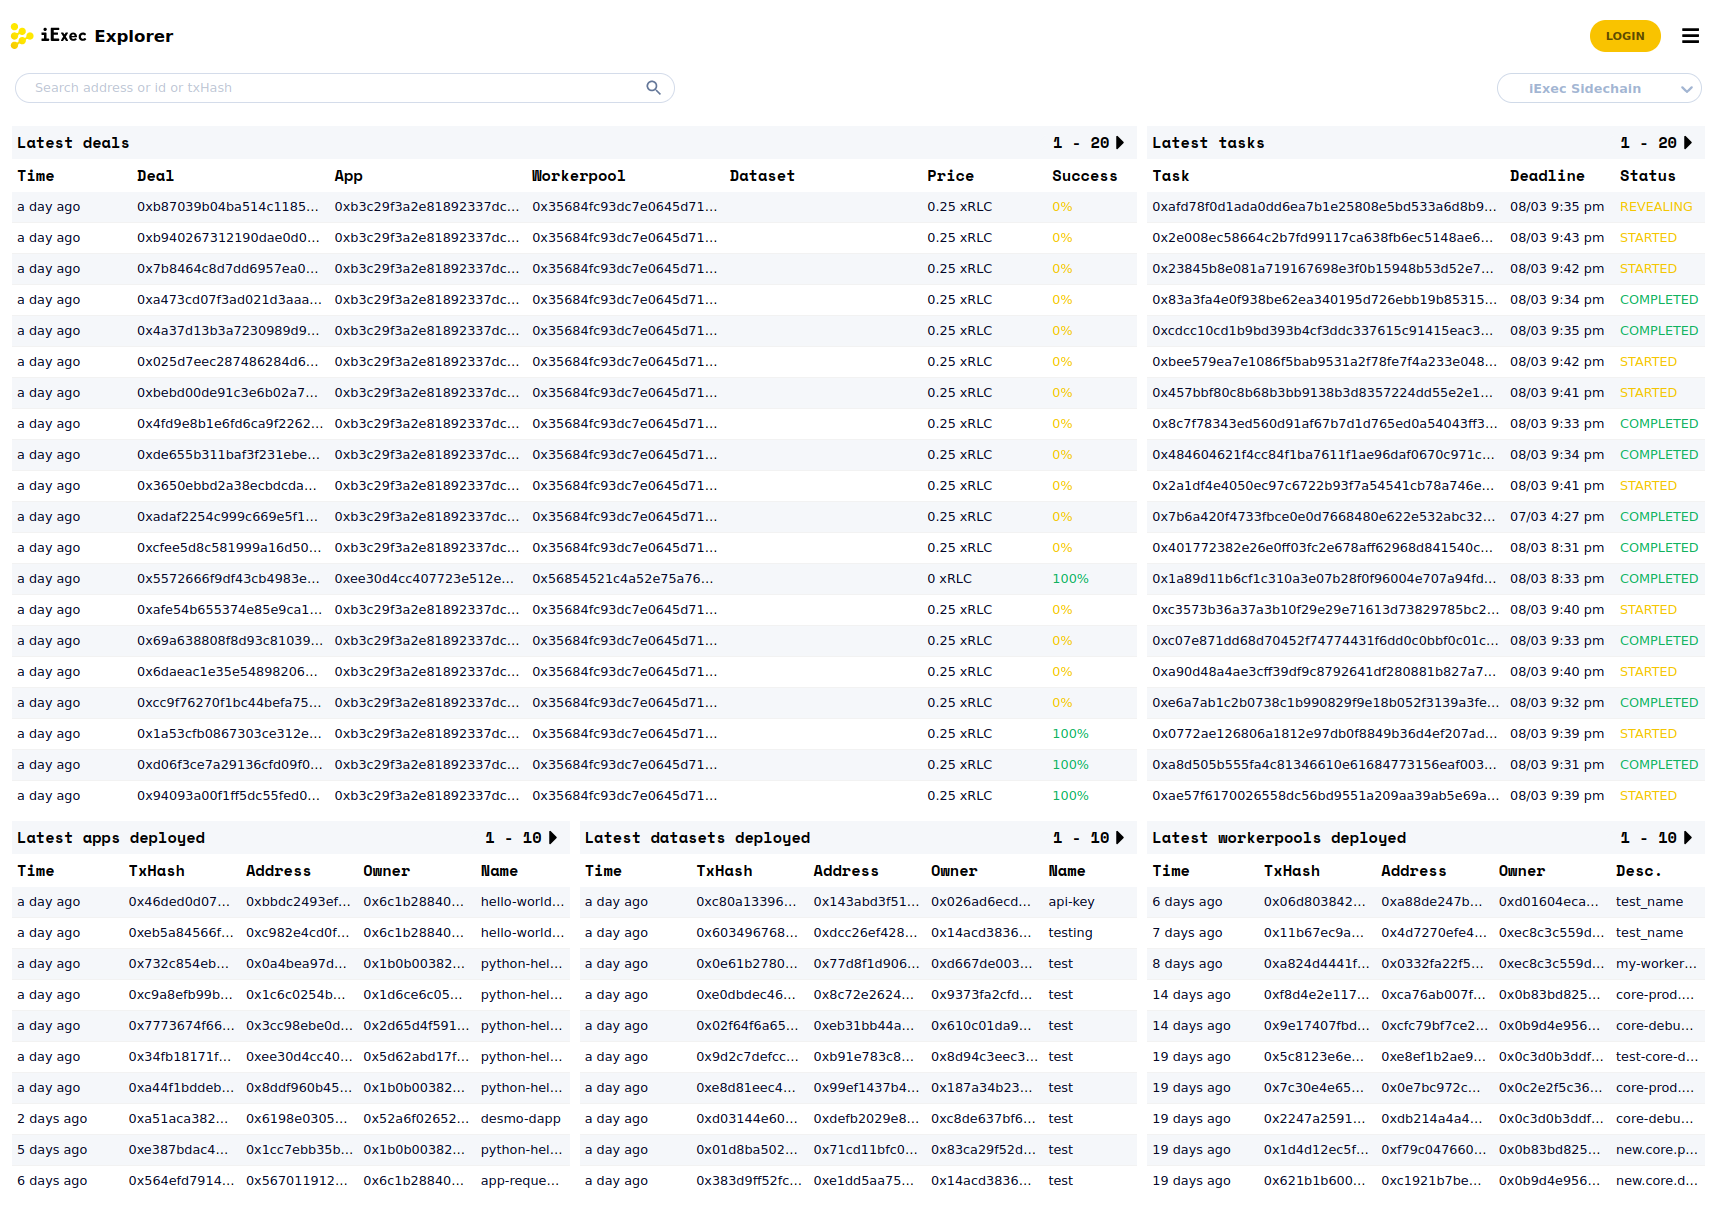 iExec Explorer
LOGIN
Search address or id or txHash
iExec Sidechain
Latest deals 1 - 20
Time Deal App Workerpool Dataset Price Success
a day ago 0xb87039b04ba514c1185... 0xb3c29f3a2e81892337dc... 0x35684fc93dc7e0645d71... 0.25 xRLC 0%
a day ago 0xb940267312190dae0d0... 0xb3c29f3a2e81892337dc... 0x35684fc93dc7e0645d71... 0.25 xRLC 0%
a day ago 0x7b8464c8d7dd6957ea0... 0xb3c29f3a2e81892337dc... 0x35684fc93dc7e0645d71... 0.25 xRLC 0%
a day ago 0xa473cd07f3ad021d3aaa... 0xb3c29f3a2e81892337dc... 0x35684fc93dc7e0645d71... 0.25 xRLC 0%
a day ago 0x4a37d13b3a7230989d9... 0xb3c29f3a2e81892337dc... 0x35684fc93dc7e0645d71... 0.25 xRLC 0%
a day ago 0x025d7eec287486284d6... 0xb3c29f3a2e81892337dc... 0x35684fc93dc7e0645d71... 0.25 xRLC 0%
a day ago 0xbebd00de91c3e6b02a7... 0xb3c29f3a2e81892337dc... 0x35684fc93dc7e0645d71... 0.25 xRLC 0%
a day ago 0x4fd9e8b1e6fd6ca9f2262... 0xb3c29f3a2e81892337dc... 0x35684fc93dc7e0645d71... 0.25 xRLC 0%
a day ago 0xde655b311baf3f231ebe... 0xb3c29f3a2e81892337dc... 0x35684fc93dc7e0645d71... 0.25 xRLC 0%
a day ago 0x3650ebbd2a38ecbdcda... 0xb3c29f3a2e81892337dc... 0x35684fc93dc7e0645d71... 0.25 xRLC 0%
a day ago 0xadaf2254c999c669e5f1... 0xb3c29f3a2e81892337dc... 0x35684fc93dc7e0645d71... 0.25 xRLC 0%
a day ago 0xcfee5d8c581999a16d50... 0xb3c29f3a2e81892337dc... 0x35684fc93dc7e0645d71... 0.25 xRLC 0%
a day ago 0x5572666f9df43cb4983e... 0xee30d4cc407723e512e... 0x56854521c4a52e75a76... 0 xRLC 100%
a day ago 0xafe54b655374e85e9ca1... 0xb3c29f3a2e81892337dc... 0x35684fc93dc7e0645d71... 0.25 xRLC 0%
a day ago 0x69a638808f8d93c81039... 0xb3c29f3a2e81892337dc... 0x35684fc93dc7e0645d71... 0.25 xRLC 0%
a day ago 0x6daeac1e35e54898206... 0xb3c29f3a2e81892337dc... 0x35684fc93dc7e0645d71... 0.25 xRLC 0%
a day ago 0xcc9f76270f1bc44befa75... 0xb3c29f3a2e81892337dc... 0x35684fc93dc7e0645d71... 0.25 xRLC 0%
a day ago 0x1a53cfb0867303ce312e... 0xb3c29f3a2e81892337dc... 0x35684fc93dc7e0645d71... 0.25 xRLC 100%
a day ago 0xd06f3ce7a29136cfd09f0... 0xb3c29f3a2e81892337dc... 0x35684fc93dc7e0645d71... 0.25 xRLC 100%
a day ago 0x94093a00f1ff5dc55fed0... 0xb3c29f3a2e81892337dc... 0x35684fc93dc7e0645d71... 0.25 xRLC 100%
Latest tasks 1 - 20
Task Deadline Status
0xafd78f0d1ada0dd6ea7b1e25808e5bd533a6d8b9... 08/03 9:35 pm REVEALING
0x2e008ec58664c2b7fd99117ca638fb6ec5148ae6... 08/03 9:43 pm STARTED
0x23845b8e081a719167698e3f0b15948b53d52e7... 08/03 9:42 pm STARTED
0x83a3fa4e0f938be62ea340195d726ebb19b85315... 08/03 9:34 pm COMPLETED
0xcdcc10cd1b9bd393b4cf3ddc337615c91415eac3... 08/03 9:35 pm COMPLETED
0xbee579ea7e1086f5bab9531a2f78fe7f4a233e048... 08/03 9:42 pm STARTED
0x457bbf80c8b68b3bb9138b3d8357224dd55e2e1... 08/03 9:41 pm STARTED
0x8c7f78343ed560d91af67b7d1d765ed0a54043ff3... 08/03 9:33 pm COMPLETED
0x484604621f4cc84f1ba7611f1ae96daf0670c971c... 08/03 9:34 pm COMPLETED
0x2a1df4e4050ec97c6722b93f7a54541cb78a746e... 08/03 9:41 pm STARTED
0x7b6a420f4733fbce0e0d7668480e622e532abc32... 07/03 4:27 pm COMPLETED
0x401772382e26e0ff03fc2e678aff62968d841540c... 08/03 8:31 pm COMPLETED
0x1a89d11b6cf1c310a3e07b28f0f96004e707a94fd... 08/03 8:33 pm COMPLETED
0xc3573b36a37a3b10f29e29e71613d73829785bc2... 08/03 9:40 pm STARTED
0xc07e871dd68d70452f74774431f6dd0c0bbf0c01c... 08/03 9:33 pm COMPLETED
0xa90d48a4ae3cff39df9c8792641df280881b827a7... 08/03 9:40 pm STARTED
0xe6a7ab1c2b0738c1b990829f9e18b052f3139a3fe... 08/03 9:32 pm COMPLETED
0x0772ae126806a1812e97db0f8849b36d4ef207ad... 08/03 9:39 pm STARTED
0xa8d505b555fa4c81346610e61684773156eaf003... 08/03 9:31 pm COMPLETED
0xae57f6170026558dc56bd9551a209aa39ab5e69a... 08/03 9:39 pm STARTED
Latest apps deployed 1 - 10
Time TxHash Address Owner Name
a day ago 0x46ded0d07... 0xbbdc2493ef... 0x6c1b28840... hello-world...
a day ago 0xeb5a84566f... 0xc982e4cd0f... 0x6c1b28840... hello-world...
a day ago 0x732c854eb... 0x0a4bea97d... 0x1b0b00382... python-hel...
a day ago 0xc9a8efb99b... 0x1c6c0254b... 0x1d6ce6c05... python-hel...
a day ago 0x7773674f66... 0x3cc98ebe0d... 0x2d65d4f591... python-hel...
a day ago 0x34fb18171f... 0xee30d4cc40... 0x5d62abd17f... python-hel...
a day ago 0xa44f1bddeb... 0x8ddf960b45... 0x1b0b00382... python-hel...
2 days ago 0xa51aca382... 0x6198e0305... 0x52a6f02652... desmo-dapp
5 days ago 0xe387bdac4... 0x1cc7ebb35b... 0x1b0b00382... python-hel...
6 days ago 0x564efd7914... 0x567011912... 0x6c1b28840... app-reque...
Latest datasets deployed 1 - 10
Time TxHash Address Owner Name
a day ago 0xc80a13396... 0x143abd3f51... 0x026ad6ecd... api-key
a day ago 0x603496768... 0xdcc26ef428... 0x14acd3836... testing
a day ago 0x0e61b2780... 0x77d8f1d906... 0xd667de003... test
a day ago 0xe0dbdec46... 0x8c72e2624... 0x9373fa2cfd... test
a day ago 0x02f64f6a65... 0xeb31bb44a... 0x610c01da9... test
a day ago 0x9d2c7defcc... 0xb91e783c8... 0x8d94c3eec3... test
a day ago 0xe8d81eec4... 0x99ef1437b4... 0x187a34b23... test
a day ago 0xd03144e60... 0xdefb2029e8... 0xc8de637bf6... test
a day ago 0x01d8ba502... 0x71cd11bfc0... 0x83ca29f52d... test
a day ago 0x383d9ff52fc... 0xe1dd5aa75... 0x14acd3836... test
Latest workerpools deployed 1 - 10
Time TxHash Address Owner Desc.
6 days ago 0x06d803842... 0xa88de247b... 0xd01604eca... test_name
7 days ago 0x11b67ec9a... 0x4d7270efe4... 0xec8c3c559d... test_name
8 days ago 0xa824d4441f... 0x0332fa22f5... 0xec8c3c559d... my-worker...
14 days ago 0xf8d4e2e117... 0xca76ab007f... 0x0b83bd825... core-prod....
14 days ago 0x9e17407fbd... 0xcfc79bf7ce2... 0x0b9d4e956... core-debu...
19 days ago 0x5c8123e6e... 0xe8ef1b2ae9... 0x0c3d0b3ddf... test-core-d...
19 days ago 0x7c30e4e65... 0x0e7bc972c... 0x0c2e2f5c36... core-prod....
19 days ago 0x2247a2591... 0xdb214a4a4... 0x0c3d0b3ddf... core-debu...
19 days ago 0x1d4d12ec5f... 0xf79c047660... 0x0b83bd825... new.core.p...
19 days ago 0x621b1b600... 0xc1921b7be... 0x0b9d4e956... new.core.d...